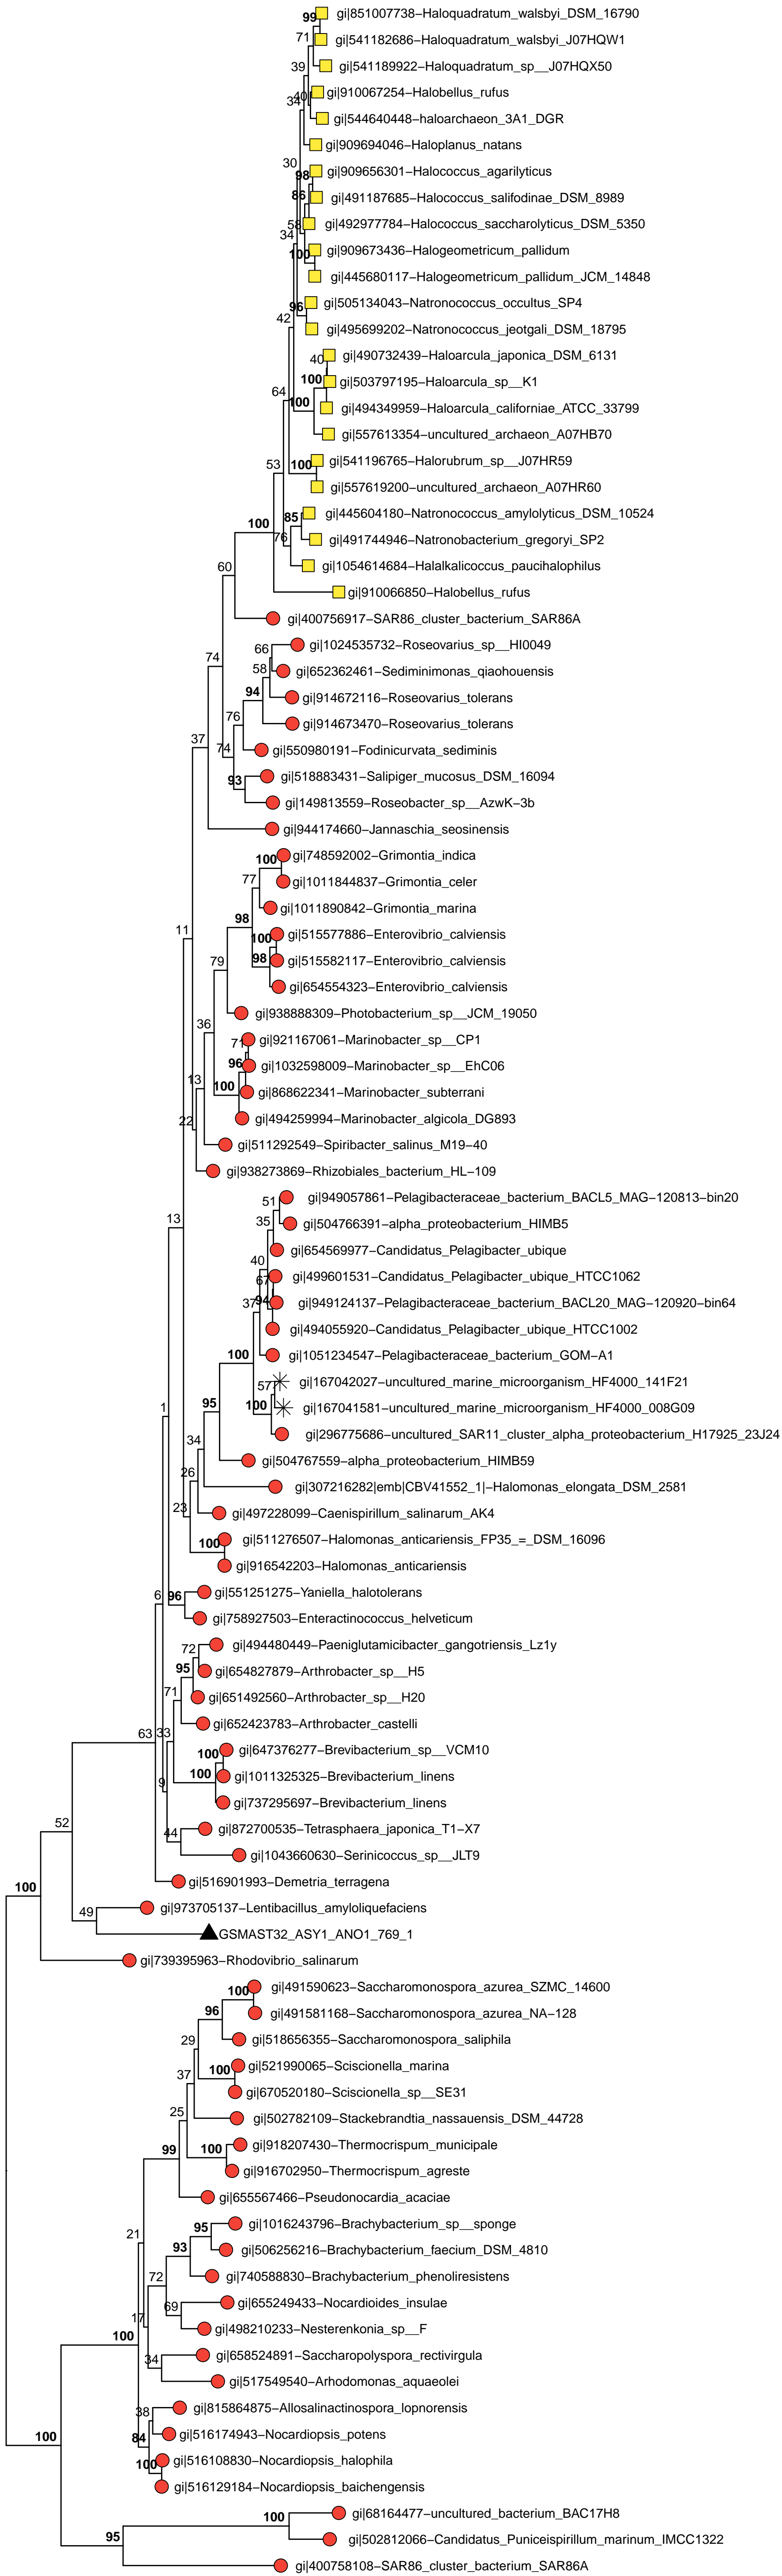 99
gi|851007738−Haloquadratum_walsbyi_DSM_16790
71
gi|541182686−Haloquadratum_walsbyi_J07HQW1
39
gi|541189922−Haloquadratum_sp__J07HQX50
40
34
gi|910067254−Halobellus_rufus
gi|544640448−haloarchaeon_3A1_DGR
gi|909694046−Haloplanus_natans
30
98
gi|909656301−Halococcus_agarilyticus
86
gi|491187685−Halococcus_salifodinae_DSM_8989
58
gi|492977784−Halococcus_saccharolyticus_DSM_5350
34
100
gi|909673436−Halogeometricum_pallidum
gi|445680117−Halogeometricum_pallidum_JCM_14848
96
gi|505134043−Natronococcus_occultus_SP4
42
gi|495699202−Natronococcus_jeotgali_DSM_18795
40
gi|490732439−Haloarcula_japonica_DSM_6131
100
gi|503797195−Haloarcula_sp__K1
64
100
gi|494349959−Haloarcula_californiae_ATCC_33799
gi|557613354−uncultured_archaeon_A07HB70
53
100
gi|541196765−Halorubrum_sp__J07HR59
gi|557619200−uncultured_archaeon_A07HR60
85
gi|445604180−Natronococcus_amylolyticus_DSM_10524
100
76
gi|491744946−Natronobacterium_gregoryi_SP2
gi|1054614684−Halalkalicoccus_paucihalophilus
60
gi|910066850−Halobellus_rufus
gi|400756917−SAR86_cluster_bacterium_SAR86A
66
gi|1024535732−Roseovarius_sp__HI0049
74
58
gi|652362461−Sediminimonas_qiaohouensis
94
gi|914672116−Roseovarius_tolerans
76
gi|914673470−Roseovarius_tolerans
37
74
gi|550980191−Fodinicurvata_sediminis
93
gi|518883431−Salipiger_mucosus_DSM_16094
gi|149813559−Roseobacter_sp__AzwK−3b
gi|944174660−Jannaschia_seosinensis
100
gi|748592002−Grimontia_indica
77
gi|1011844837−Grimontia_celer
98
gi|1011890842−Grimontia_marina
11
100
gi|515577886−Enterovibrio_calviensis
79
98
gi|515582117−Enterovibrio_calviensis
gi|654554323−Enterovibrio_calviensis
gi|938888309−Photobacterium_sp__JCM_19050
36
71
gi|921167061−Marinobacter_sp__CP1
96
gi|1032598009−Marinobacter_sp__EhC06
13
100
gi|868622341−Marinobacter_subterrani
22
gi|494259994−Marinobacter_algicola_DG893
gi|511292549−Spiribacter_salinus_M19−40
gi|938273869−Rhizobiales_bacterium_HL−109
51
gi|949057861−Pelagibacteraceae_bacterium_BACL5_MAG−120813−bin20
13
35
gi|504766391−alpha_proteobacterium_HIMB5
40
gi|654569977−Candidatus_Pelagibacter_ubique
67
gi|499601531−Candidatus_Pelagibacter_ubique_HTCC1062
37
94
gi|949124137−Pelagibacteraceae_bacterium_BACL20_MAG−120920−bin64
gi|494055920−Candidatus_Pelagibacter_ubique_HTCC1002
100
gi|1051234547−Pelagibacteraceae_bacterium_GOM−A1
57
gi|167042027−uncultured_marine_microorganism_HF4000_141F21
1
95
100
gi|167041581−uncultured_marine_microorganism_HF4000_008G09
gi|296775686−uncultured_SAR11_cluster_alpha_proteobacterium_H17925_23J24
34
gi|504767559−alpha_proteobacterium_HIMB59
26
gi|307216282|emb|CBV41552_1|−Halomonas_elongata_DSM_2581
23
gi|497228099−Caenispirillum_salinarum_AK4
100
gi|511276507−Halomonas_anticariensis_FP35_=_DSM_16096
gi|916542203−Halomonas_anticariensis
6
96
gi|551251275−Yaniella_halotolerans
gi|758927503−Enteractinococcus_helveticum
72
gi|494480449−Paeniglutamicibacter_gangotriensis_Lz1y
95
gi|654827879−Arthrobacter_sp__H5
71
gi|651492560−Arthrobacter_sp__H20
63
33
gi|652423783−Arthrobacter_castelli
100
gi|647376277−Brevibacterium_sp__VCM10
9
100
gi|1011325325−Brevibacterium_linens
gi|737295697−Brevibacterium_linens
52
44
gi|872700535−Tetrasphaera_japonica_T1−X7
gi|1043660630−Serinicoccus_sp__JLT9
gi|516901993−Demetria_terragena
100
49
gi|973705137−Lentibacillus_amyloliquefaciens
GSMAST32_ASY1_ANO1_769_1
gi|739395963−Rhodovibrio_salinarum
100
gi|491590623−Saccharomonospora_azurea_SZMC_14600
96
gi|491581168−Saccharomonospora_azurea_NA−128
29
gi|518656355−Saccharomonospora_saliphila
37
100
gi|521990065−Sciscionella_marina
gi|670520180−Sciscionella_sp__SE31
25
gi|502782109−Stackebrandtia_nassauensis_DSM_44728
99
100
gi|918207430−Thermocrispum_municipale
gi|916702950−Thermocrispum_agreste
gi|655567466−Pseudonocardia_acaciae
21
95
gi|1016243796−Brachybacterium_sp__sponge
93
gi|506256216−Brachybacterium_faecium_DSM_4810
72
gi|740588830−Brachybacterium_phenoliresistens
17
69
gi|655249433−Nocardioides_insulae
100
gi|498210233−Nesterenkonia_sp__F
34
gi|658524891−Saccharopolyspora_rectivirgula
gi|517549540−Arhodomonas_aquaeolei
38
gi|815864875−Allosalinactinospora_lopnorensis
100
84
gi|516174943−Nocardiopsis_potens
100
gi|516108830−Nocardiopsis_halophila
gi|516129184−Nocardiopsis_baichengensis
100
gi|68164477−uncultured_bacterium_BAC17H8
95
gi|502812066−Candidatus_Puniceispirillum_marinum_IMCC1322
gi|400758108−SAR86_cluster_bacterium_SAR86A